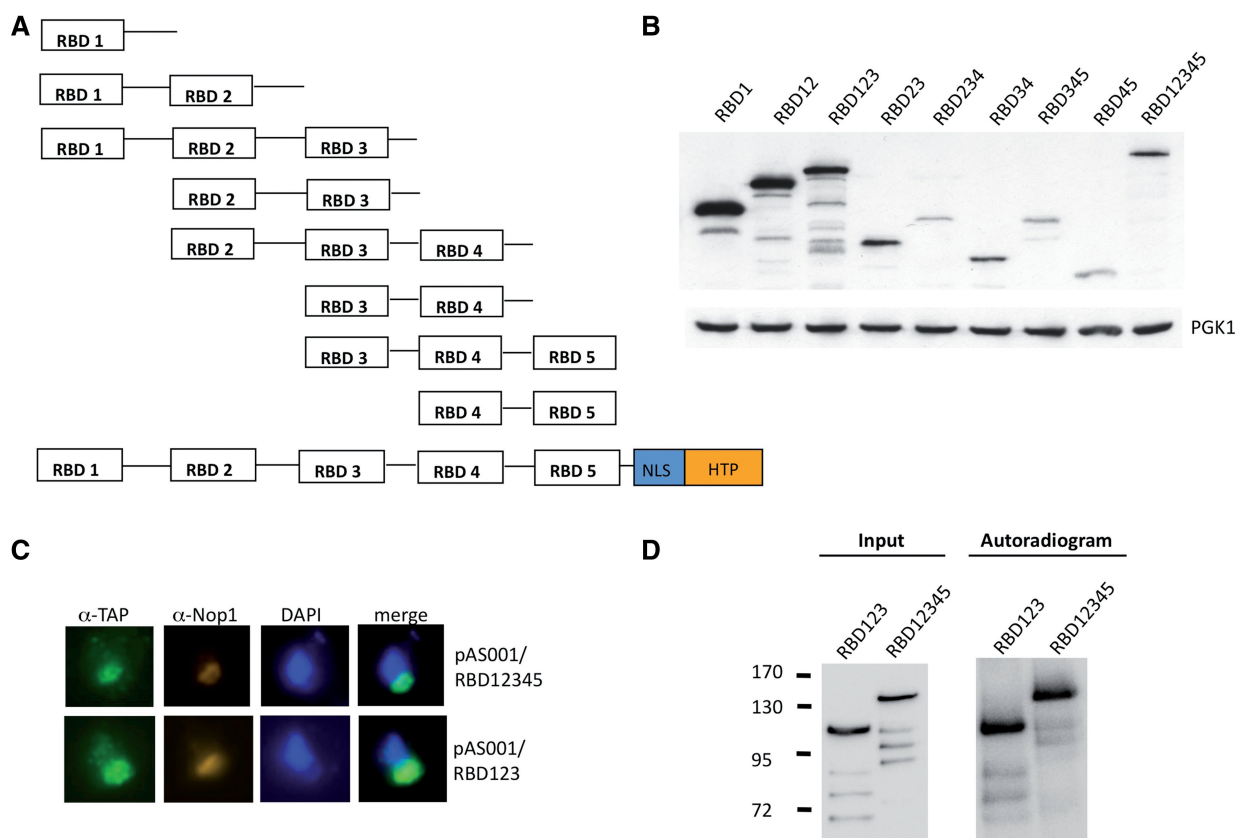 A
RBD 1
RBD 1 RBD 2
RBD 1 RBD 2 RBD 3
RBD 2 RBD 3
RBD 2 RBD 3 RBD 4
RBD 3 RBD 4
RBD 3 RBD 4 RBD 5
RBD 4 RBD 5
RBD 1 RBD 2 RBD 3 RBD 4 RBD 5 NLS HTP
B
RBD1 RBD12 RBD123 RBD23 RBD234 RBD34 RBD345 RBD45 RBD12345
PGK1
C
α-TAP α-Nop1 DAPI merge
pAS001/
RBD12345
pAS001/
RBD123
D
Input Autoradiogram
RBD123 RBD12345 RBD123 RBD12345
170
130
95
72